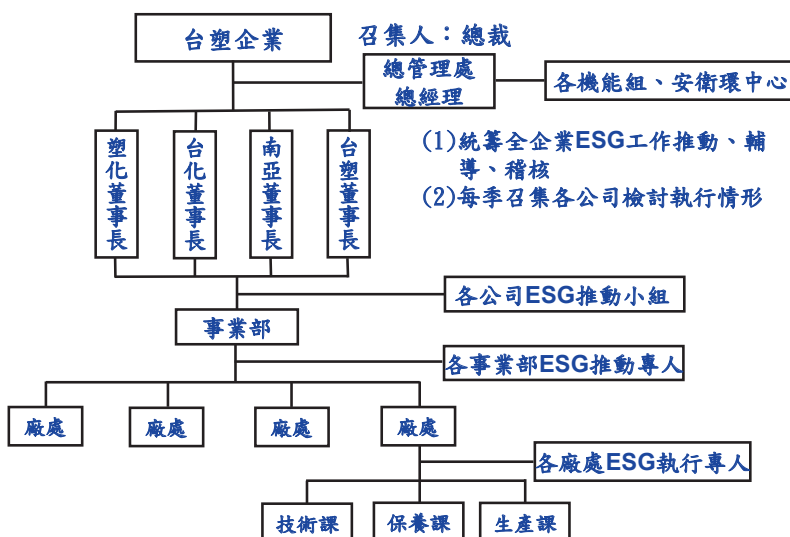 台塑企業
召集人：總裁
總管理處
總經理
各機能組、安衛環中心
塑化董事長
台化董事長
南亞董事長
台塑董事長
(1)統籌全企業ESG工作推動、輔
導、稽核
(2)每季召集各公司檢討執行情形
各公司ESG推動小組
事業部
各事業部ESG推動專人
廠處
廠處
廠處
廠處
各廠處ESG執行專人
技術課
保養課
生產課